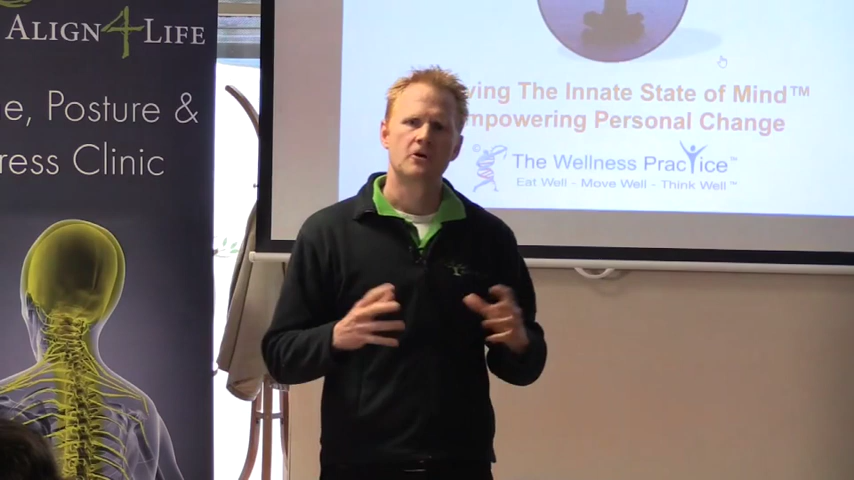 ALIGN4LIFE
e, POSTURE &
RESS CLINIC
ving The Innate State of Mind™
mpowering Personal Change
© The Wellness Practice™
Eat Well - Move Well - Think Well™